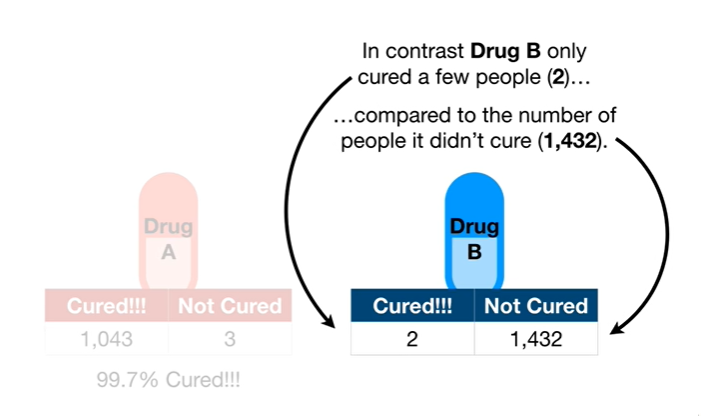 In contrast Drug B only
cured a few people (2)…
…compared to the number of
people it didn’t cure (1,432).
Drug
A
Cured!!! Not Cured
1,043 3
99.7% Cured!!!
Drug
B
Cured!!! Not Cured
2 1,432